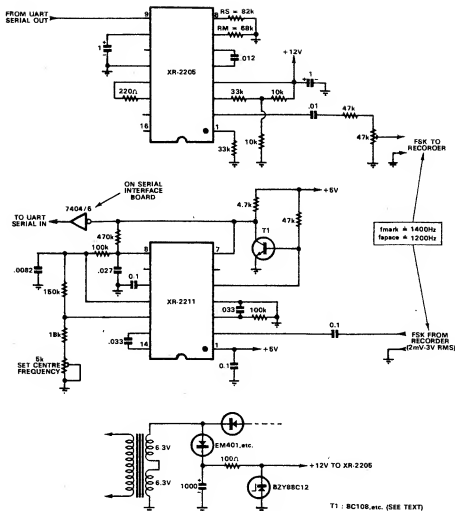 FROM UART
SERIAL OUT
9
8
RS = 82k
RM = 68k
1
.012
XR-2205
+12V
220Ω
33k
10k
1
.01
47k
16
1
33k
10k
47k
FSK TO
RECORDER
ON SERIAL
INTERFACE
BOARD
7404/6
TO UART
SERIAL IN
+5V
4.7k
47k
T1
fmark ≐ 1400Hz
fspace ≐ 1200Hz
470k
100k
8
7
.0082
.027
0.1
150k
XR-2211
.033
100k
18k
.033
14
1
0.1
FSK FROM
RECORDER
(2mV-3V RMS)
5k
SET CENTRE
FREQUENCY
+5V
0.1
6.3V
EM401,etc.
100Ω
+12V TO XR-2205
6.3V
1000
BZY88C12
T1 : BC108,etc. (SEE TEXT)